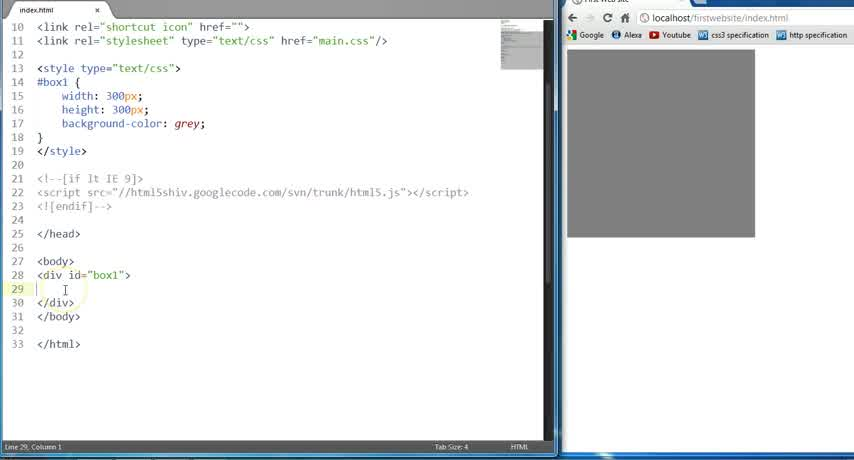 index.html ×
10 <link rel="shortcut icon" href="">
11 <link rel="stylesheet" type="text/css" href="main.css"/>
12
13 <style type="text/css">
14 #box1 {
15 width: 300px;
16 height: 300px;
17 background-color: grey;
18 }
19 </style>
20
21 <!--[if lt IE 9]>
22 <script src="//html5shiv.googlecode.com/svn/trunk/html5.js"></script>
23 <![endif]-->
24
25 </head>
26
27 <body>
28 <div id="box1">
29
30 </div>
31 </body>
32
33 </html>
Line 29, Column 1 Tab Size: 4 HTML
First Web site
localhost/firstwebsite/index.html
Google Alexa Youtube W3 css3 specification W3 http specification